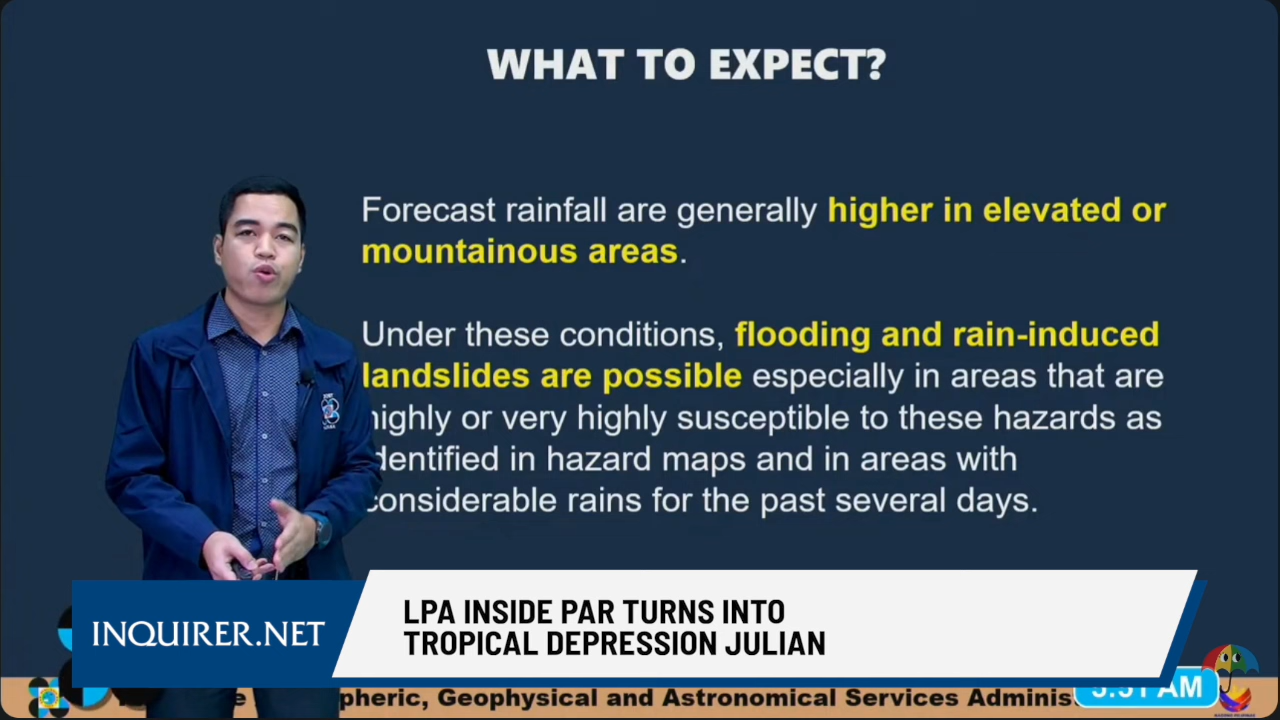 WHAT TO EXPECT?
Forecast rainfall are generally higher in elevated or
mountainous areas.
Under these conditions, flooding and rain-induced
landslides are possible especially in areas that are
highly or very highly susceptible to these hazards as
identified in hazard maps and in areas with
considerable rains for the past several days.
INQUIRER.NET
LPA INSIDE PAR TURNS INTO
TROPICAL DEPRESSION JULIAN
pheric, Geophysical and Astronomical Services Adminis
AM